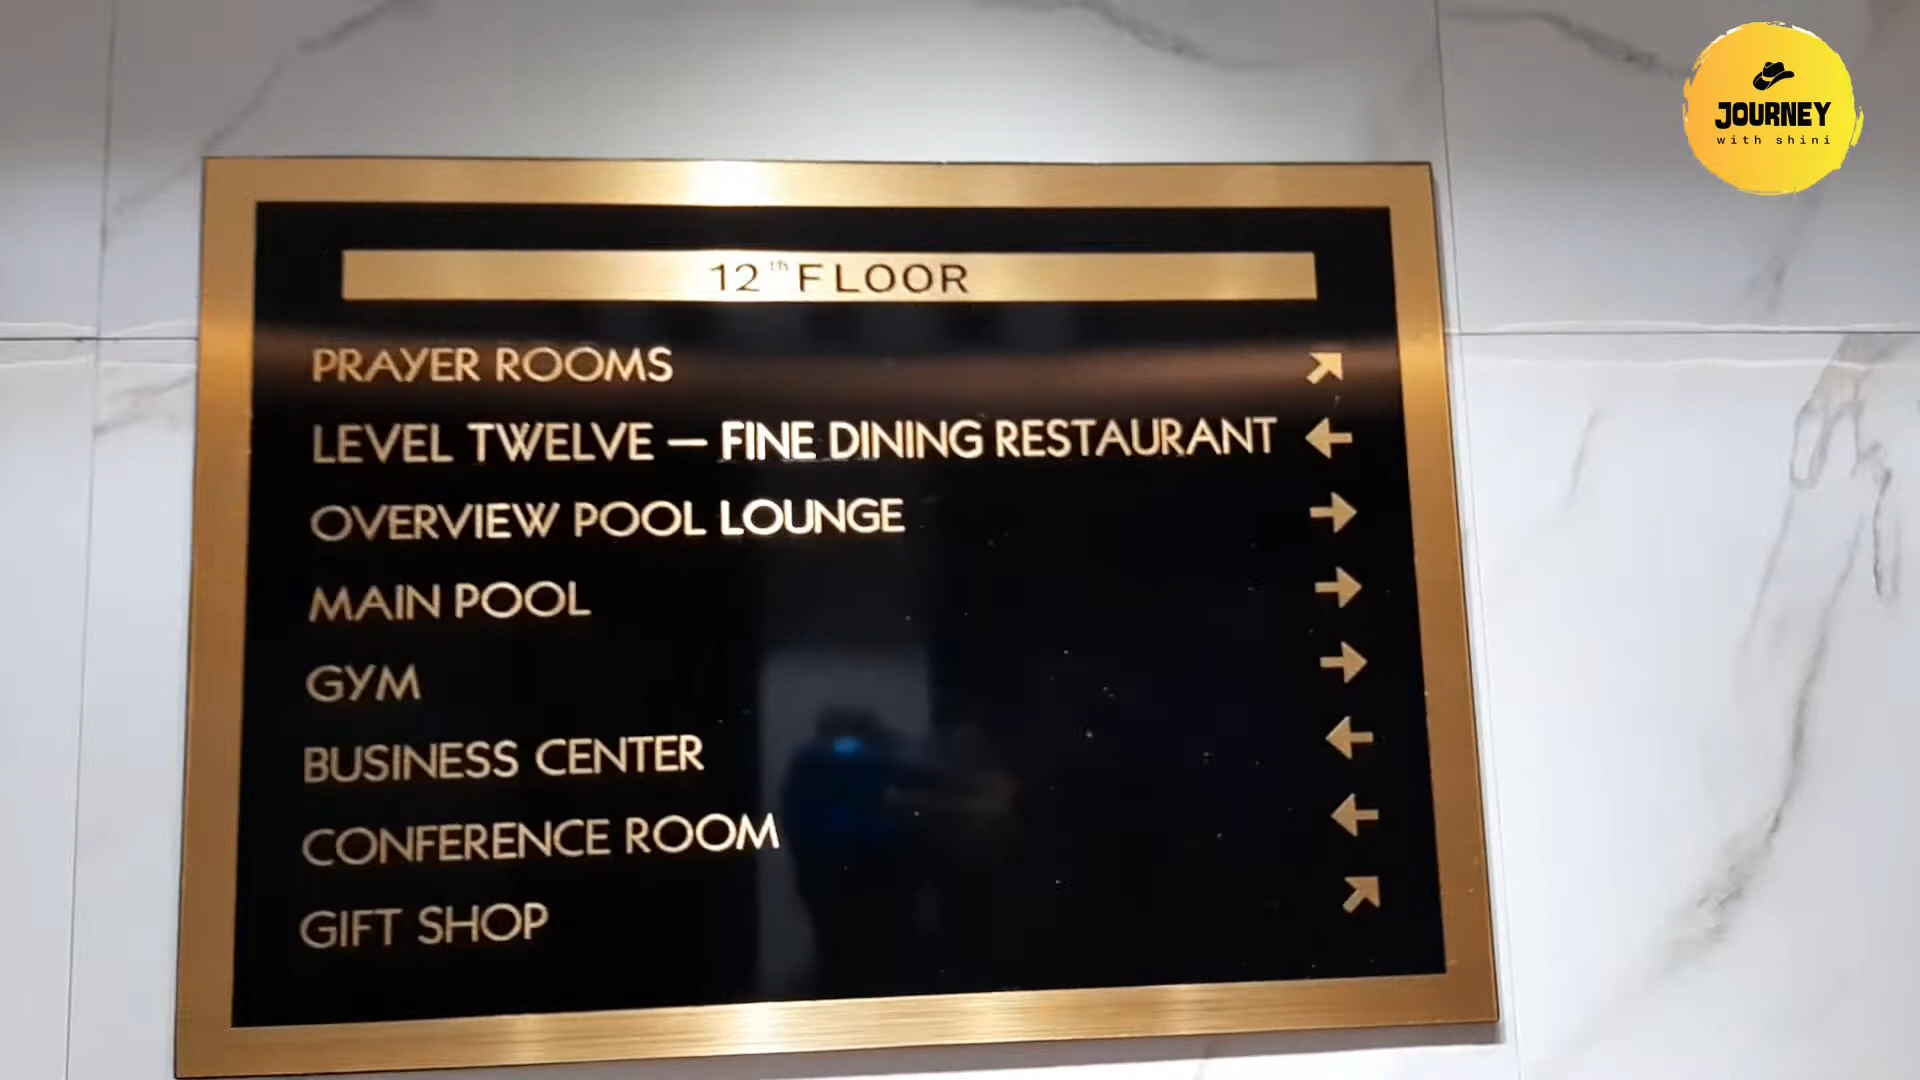 JOURNEY
with shini
12th FLOOR
PRAYER ROOMS
LEVEL TWELVE — FINE DINING RESTAURANT
OVERVIEW POOL LOUNGE
MAIN POOL
GYM
BUSINESS CENTER
CONFERENCE ROOM
GIFT SHOP